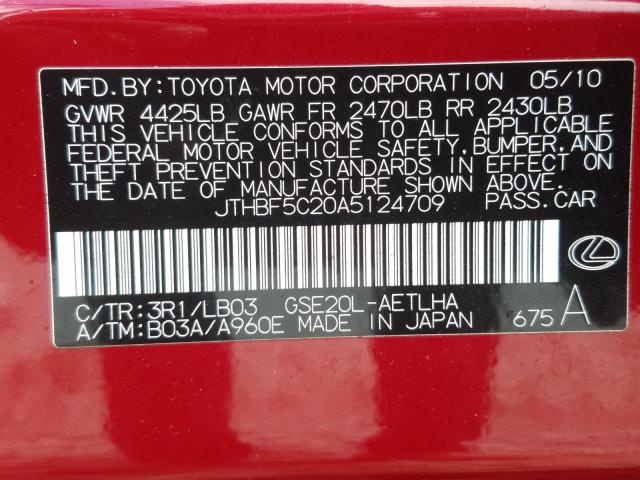 MFD.BY:TOYOTA MOTOR CORPORATION 05/10
GVWR 4425LB GAWR FR 2470LB RR 2430LB
THIS VEHICLE CONFORMS TO ALL APPLICABLE
FEDERAL MOTOR VEHICLE SAFETY,BUMPER,AND
THEFT PREVENTION STANDARDS IN EFFECT ON
THE DATE OF MANUFACTURE SHOWN ABOVE.
JTHBF5C20A5124709 PASS.CAR
C/TR:3R1/LB03 GSE20L-AETLHA
A/TM:B03A/A960E MADE IN JAPAN 675 A